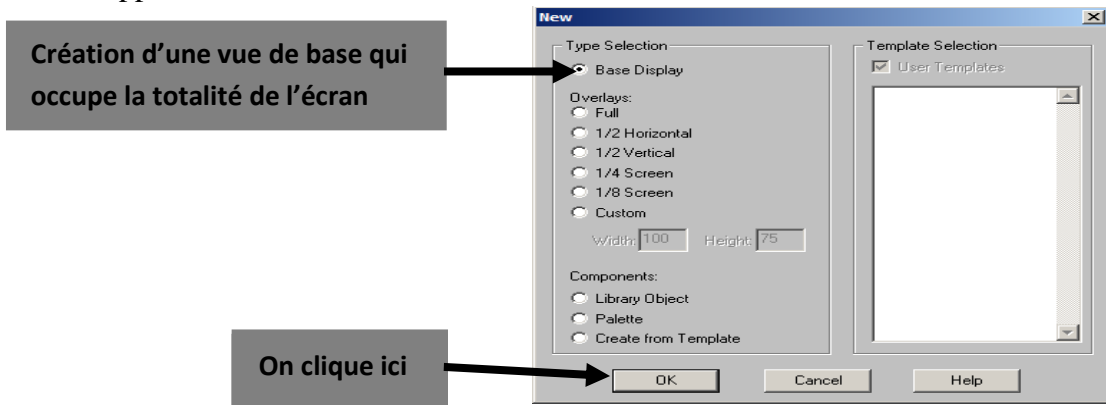 New
Création d'une vue de base qui
occupe la totalité de l'écran
Type Selection
Base Display
Overlays:
Full
1/2 Horizontal
1/2 Vertical
1/4 Screen
1/8 Screen
Custom
Width: 100 Height: 75
Components:
Library Object
Palette
Create from Template
Template Selection
User Templates
On clique ici
OK Cancel Help